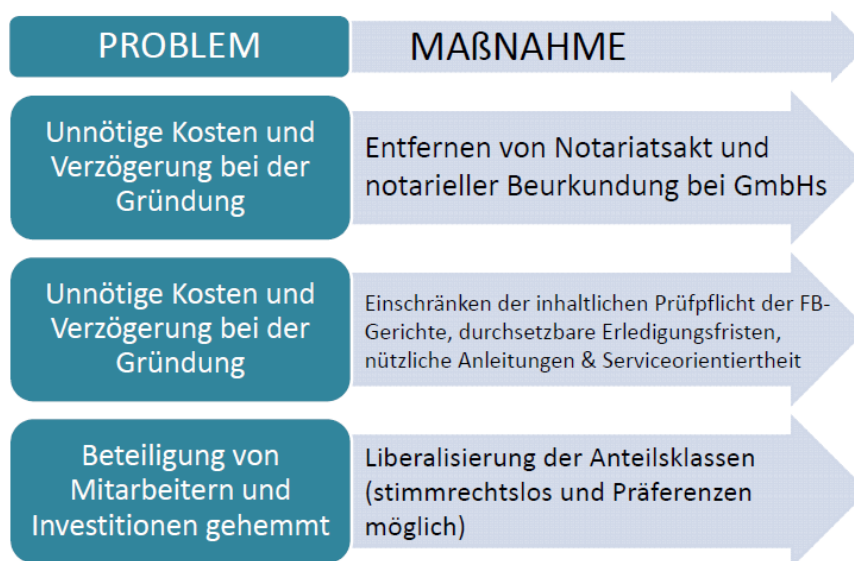 PROBLEM
MAßNAHME
Unnötige Kosten und
Verzögerung bei der
Gründung
Entfernen von Notariatsakt und
notarieller Beurkundung bei GmbHs
Unnötige Kosten und
Verzögerung bei der
Gründung
Einschränken der inhaltlichen Prüfpflicht der FB-
Gerichte, durchsetzbare Erledigungsfristen,
nützliche Anleitungen & Serviceorientiertheit
Beteiligung von
Mitarbeitern und
Investitionen gehemmt
Liberalisierung der Anteilsklassen
(stimmrechtslos und Präferenzen
möglich)